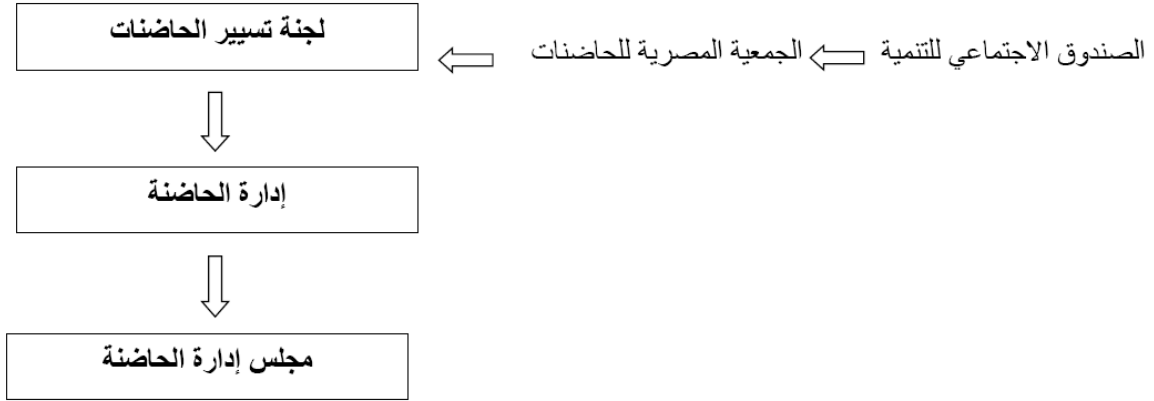 الصندوق الاجتماعي للتنمية الجمعية المصرية للحاضنات
لجنة تسيير الحاضنات
إدارة الحاضنة
مجلس إدارة الحاضنة